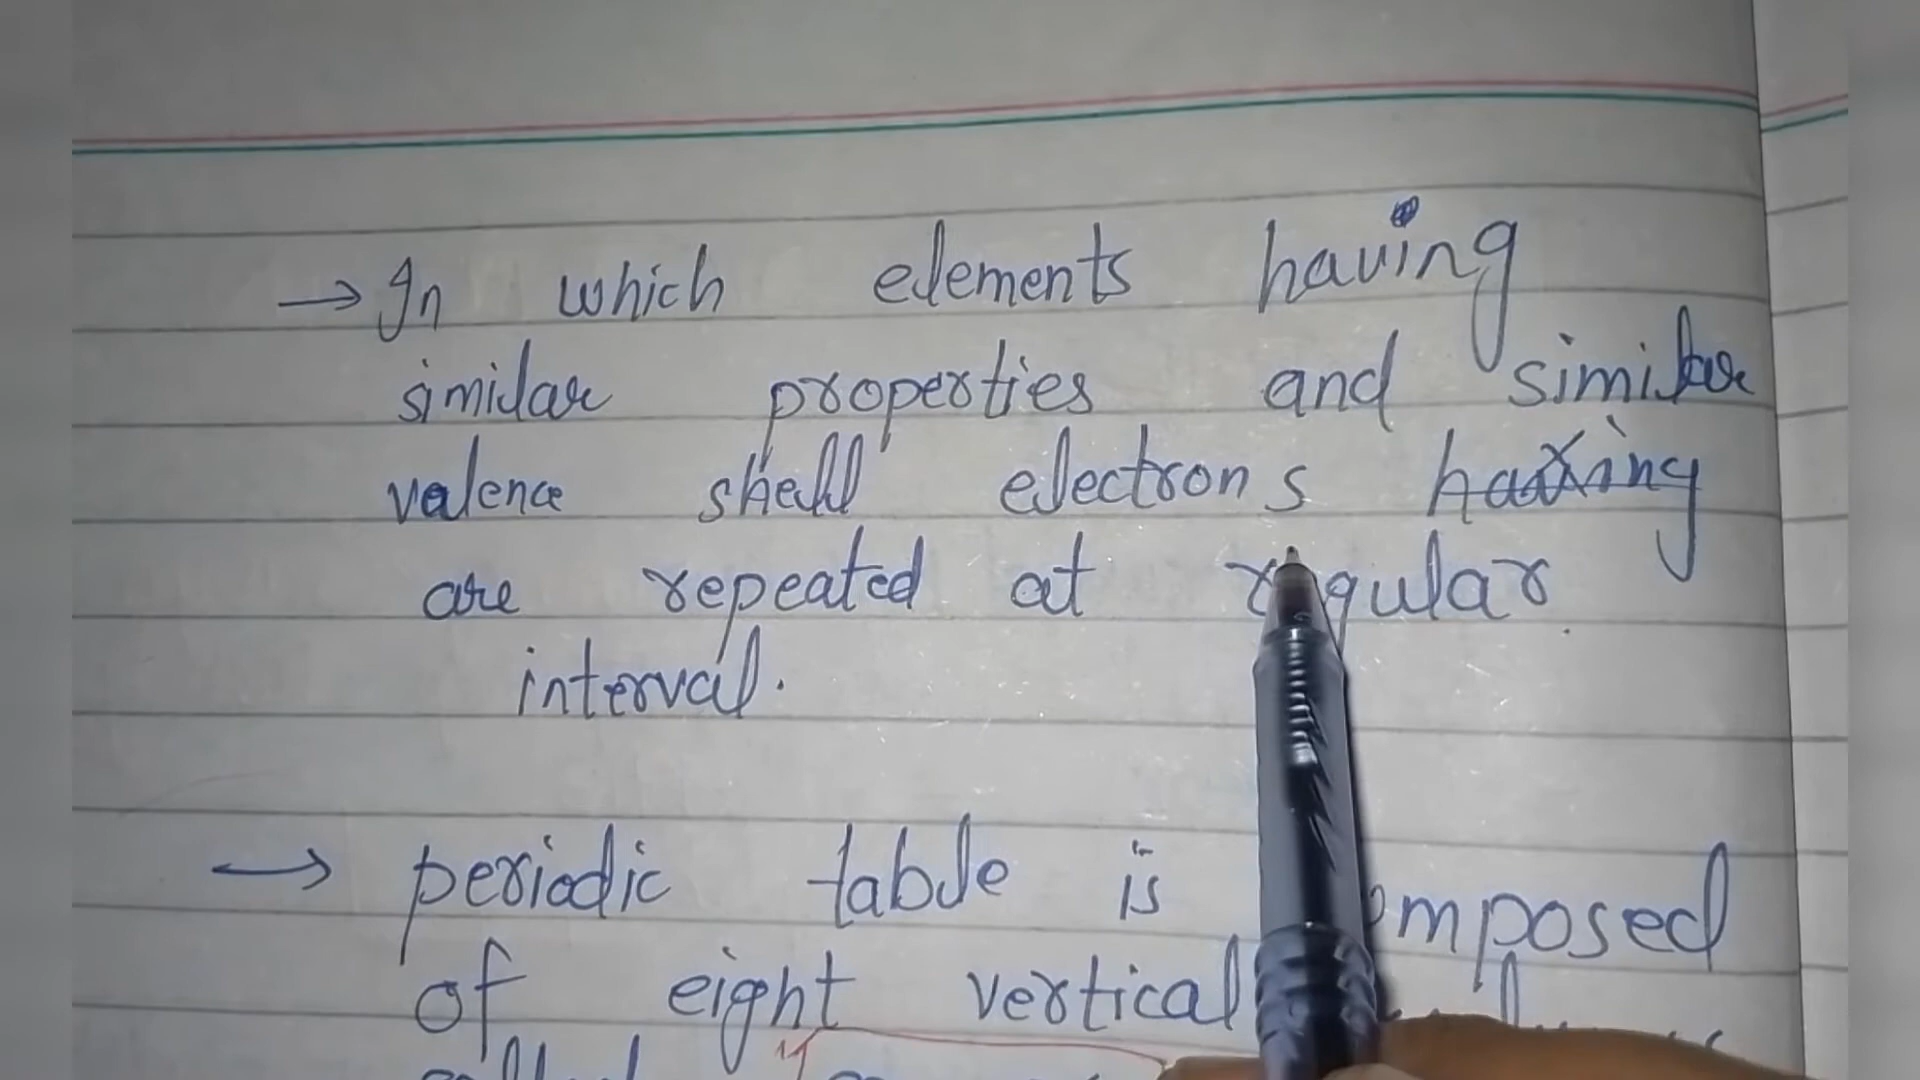 → In which elements having
similar properties and similar
valence shell electrons having
are repeated at regular
interval.
→ periodic table is composed
of eight vertical